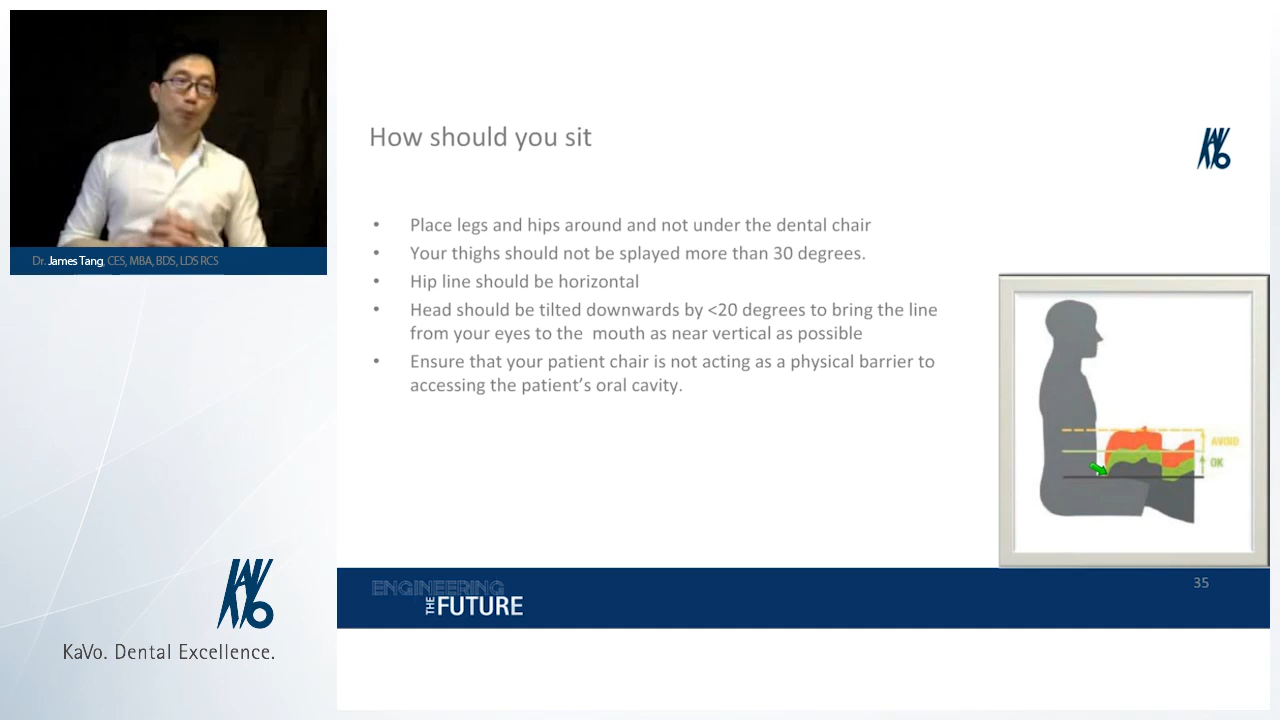 Dr. James Tang, CES, MBA, BDS, LDS RCS
KaVo. Dental Excellence.
How should you sit
KAVO
• Place legs and hips around and not under the dental chair
• Your thighs should not be splayed more than 30 degrees.
• Hip line should be horizontal
• Head should be tilted downwards by <20 degrees to bring the line
from your eyes to the mouth as near vertical as possible
• Ensure that your patient chair is not acting as a physical barrier to
accessing the patient’s oral cavity.
AVOID
OK
ENGINEERING
THE FUTURE
35